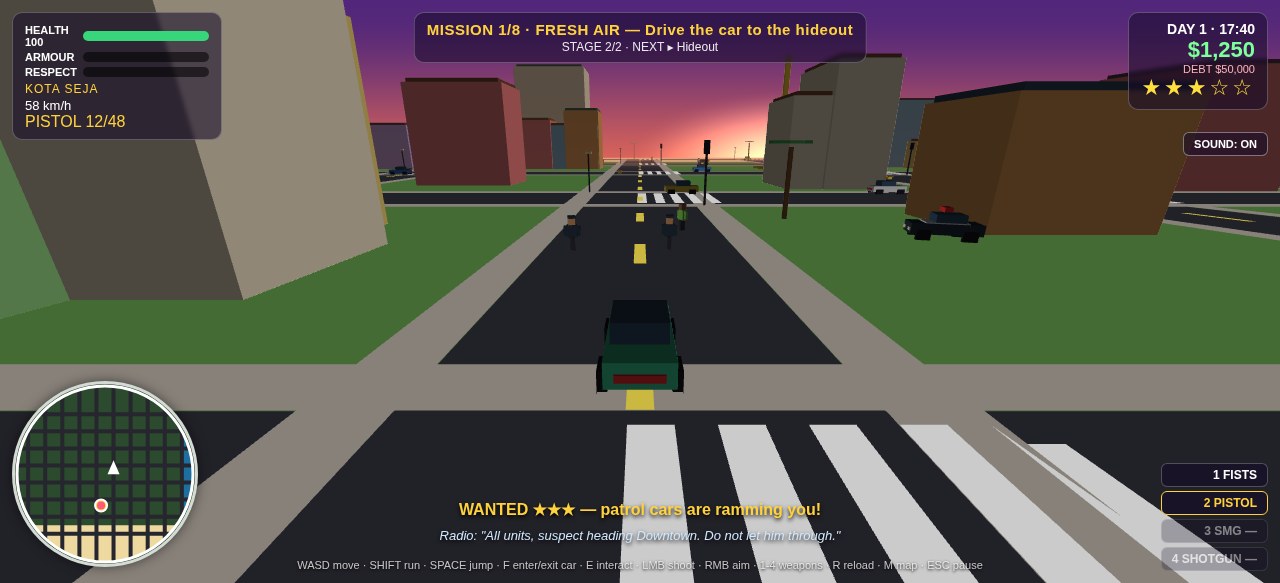 HEALTH
100
ARMOUR
RESPECT
KOTA SEJA
58 km/h
PISTOL 12/48
MISSION 1/8 · FRESH AIR — Drive the car to the hideout
STAGE 2/2 · NEXT ▸ Hideout
DAY 1 · 17:40
$1,250
DEBT $50,000
★★★☆☆
SOUND: ON
WANTED ★★★ — patrol cars are ramming you!
Radio: "All units, suspect heading Downtown. Do not let him through."
WASD move · SHIFT run · SPACE jump · F enter/exit car · E interact · LMB shoot · RMB aim · 1-4 weapons · R reload · M map · ESC pause
1 FISTS
2 PISTOL
3 SMG —
4 SHOTGUN —